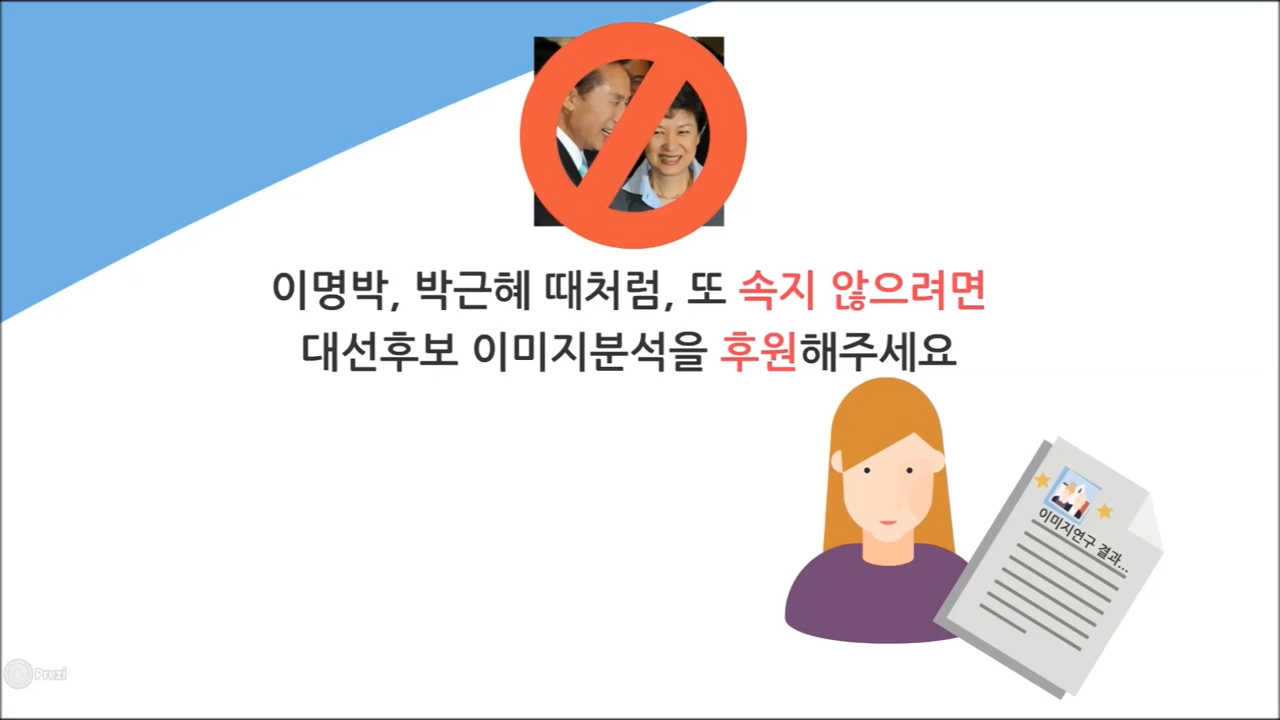 이명박, 박근혜 때처럼, 또 속지 않으려면
대선후보 이미지분석을 후원해주세요
이미지연구 결과...
Prezi